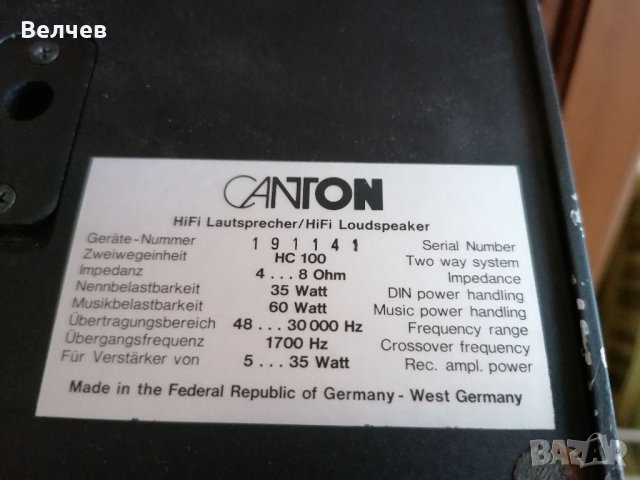 Велчев
CANTON
HiFi Lautsprecher/HiFi Loudspeaker
Geräte-Nummer 191141 Serial Number
Zweiwegeinheit HC 100 Two way system
Impedanz 4...8 Ohm Impedance
Nennbelastbarkeit 35 Watt DIN power handling
Musikbelastbarkeit 60 Watt Music power handling
Übertragungsbereich 48...30 000 Hz Frequency range
Übergangsfrequenz 1700 Hz Crossover frequency
Für Verstärker von 5...35 Watt Rec. ampl. power
Made in the Federal Republic of Germany - West Germany
BAZAR